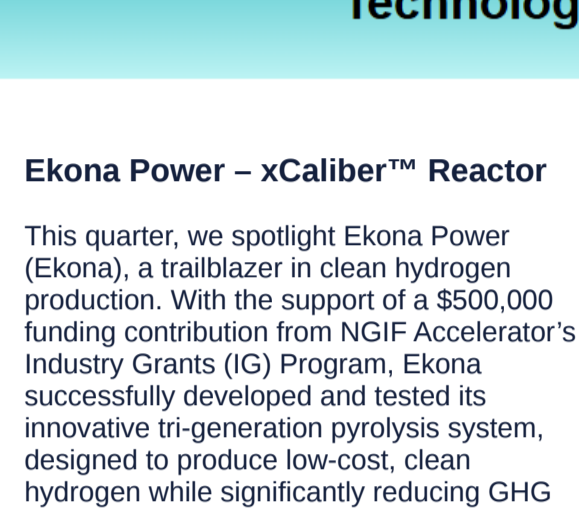 Technolog
Ekona Power – xCaliber™ Reactor
This quarter, we spotlight Ekona Power
(Ekona), a trailblazer in clean hydrogen
production. With the support of a $500,000
funding contribution from NGIF Accelerator’s
Industry Grants (IG) Program, Ekona
successfully developed and tested its
innovative tri-generation pyrolysis system,
designed to produce low-cost, clean
hydrogen while significantly reducing GHG